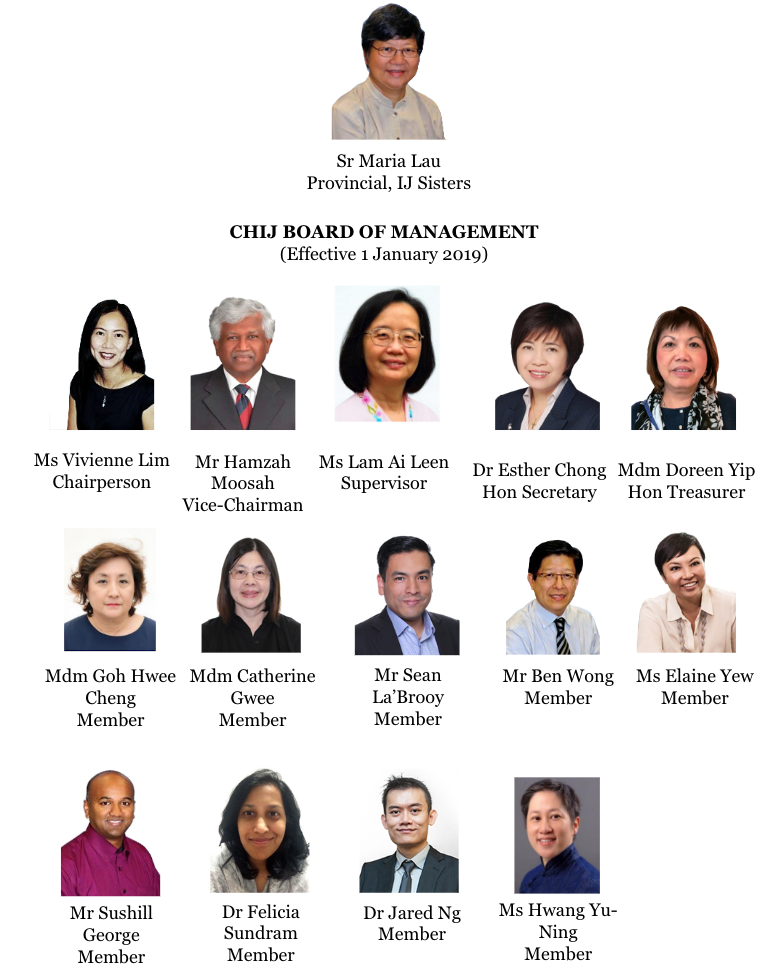 Sr Maria Lau
Provincial, IJ Sisters
CHIJ BOARD OF MANAGEMENT
(Effective 1 January 2019)
Ms Vivienne Lim
Chairperson
Mr Hamzah
Moosah
Vice-Chairman
Ms Lam Ai Leen
Supervisor
Dr Esther Chong
Hon Secretary
Mdm Doreen Yip
Hon Treasurer
Mdm Goh Hwee
Cheng
Member
Mdm Catherine
Gwee
Member
Mr Sean
La’Brooy
Member
Mr Ben Wong
Member
Ms Elaine Yew
Member
Mr Sushill
George
Member
Dr Felicia
Sundram
Member
Dr Jared Ng
Member
Ms Hwang Yu-
Ning
Member